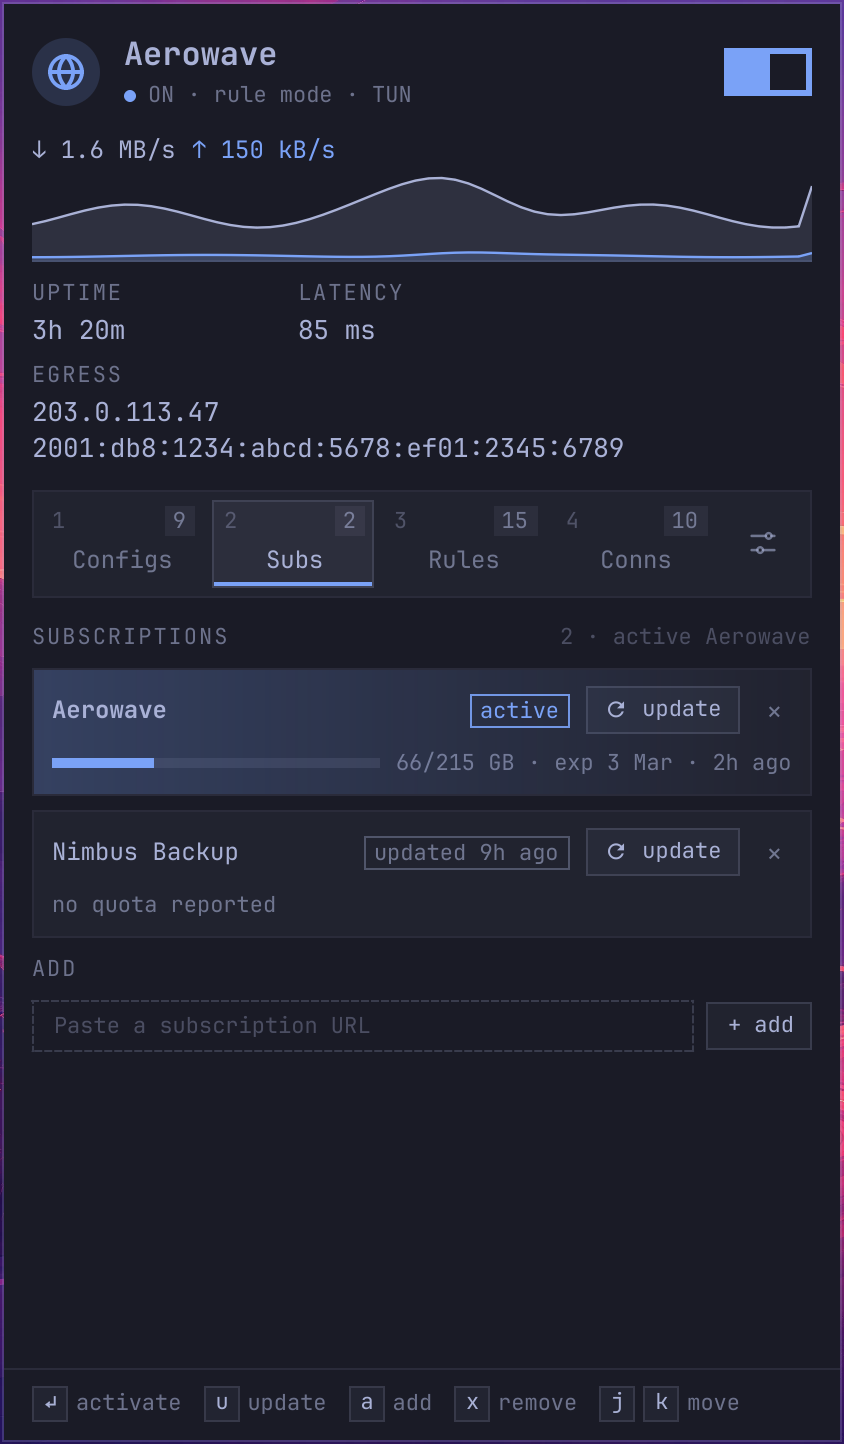 Aerowave
ON · rule mode · TUN
↓ 1.6 MB/s ↑ 150 kB/s
UPTIME LATENCY
3h 20m 85 ms
EGRESS
203.0.113.47
2001:db8:1234:abcd:5678:ef01:2345:6789
1 9 2 2 3 15 4 10
Configs Subs Rules Conns
SUBSCRIPTIONS 2 · active Aerowave
Aerowave active update ×
66/215 GB · exp 3 Mar · 2h ago
Nimbus Backup updated 9h ago update ×
no quota reported
ADD
Paste a subscription URL + add
↲ activate u update a add x remove j k move